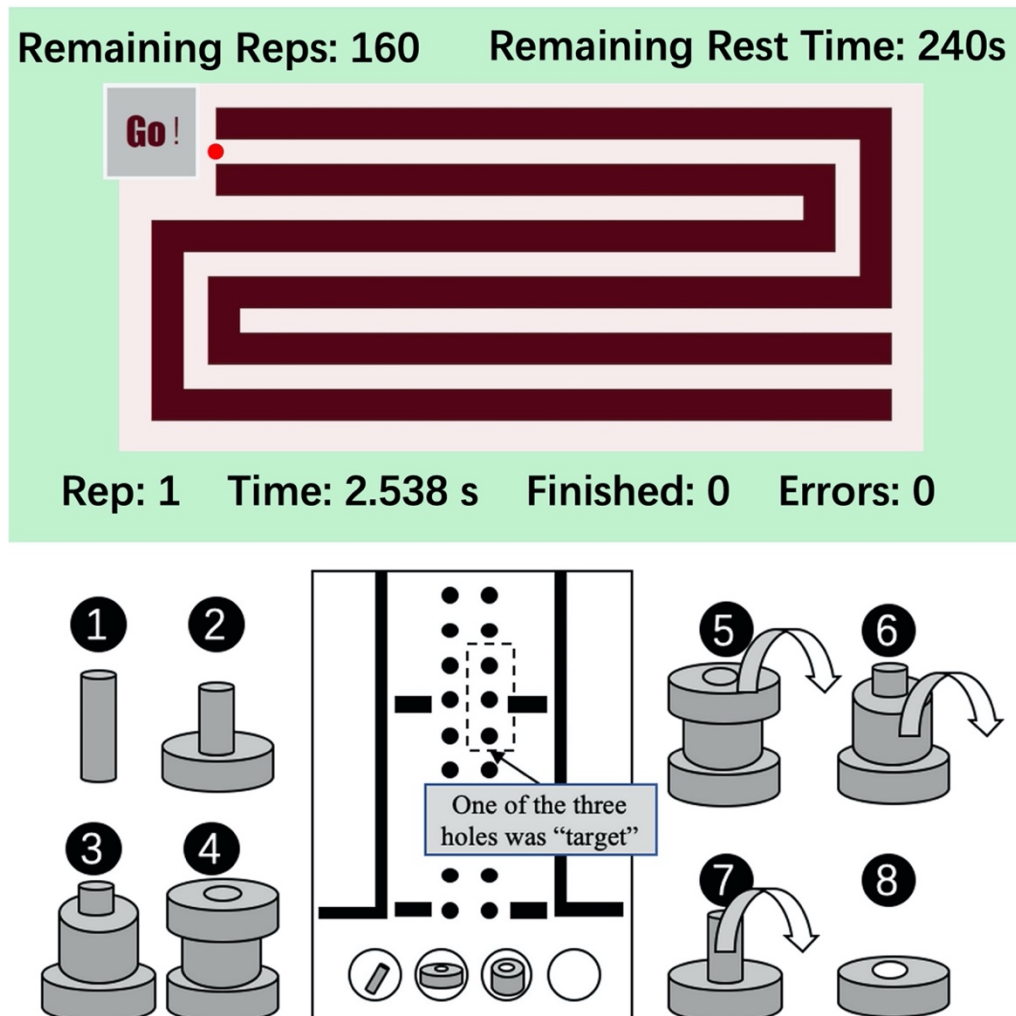 Remaining Reps: 160 Remaining Rest Time: 240s
Go!
Rep: 1 Time: 2.538 s Finished: 0 Errors: 0
1 2
5 6
One of the three
holes was “target”
3 4
7 8